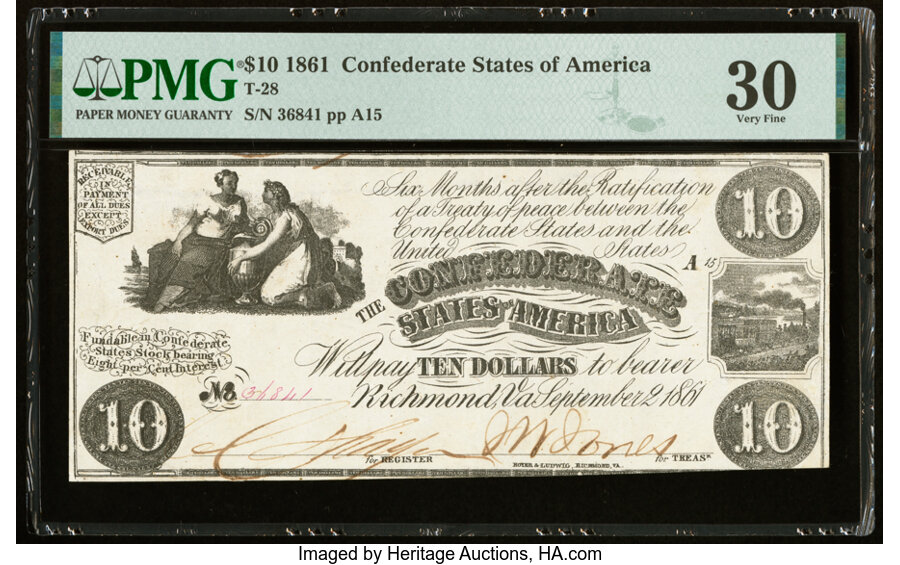 PMG® $10 1861 Confederate States of America
T-28
PAPER MONEY GUARANTY S/N 36841 pp A15
30
Very Fine
RECEIVABLE
IN
PAYMENT
OF ALL DUES
EXCEPT
EXPORT DUES
Six Months after the Ratification
of a Treaty of peace between the
Confederate States and the
United States
10
A 15
THE CONFEDERATE
STATES OF AMERICA
Fundable in Confederate
States Stock bearing
Eight per Cent Interest
Will pay TEN DOLLARS to bearer
No. 36841
Richmond, Va September 2 1861
10
J W Jones
10
for REGISTER
for TREASR
HOYER & LUDWIG, RICHMOND, VA.
Imaged by Heritage Auctions, HA.com